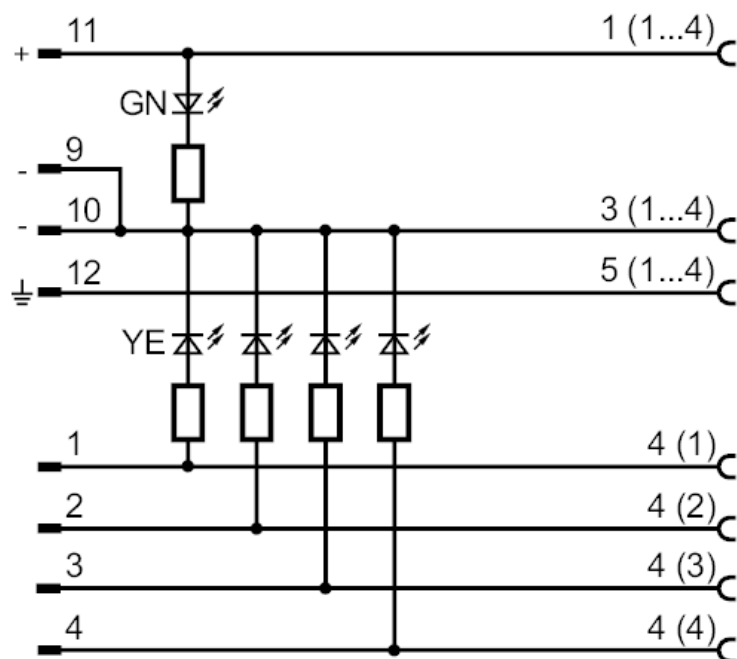 11 1 (1...4)
+
GN
9
-
10 3 (1...4)
-
12 5 (1...4)
YE
1 4 (1)
2 4 (2)
3 4 (3)
4 4 (4)